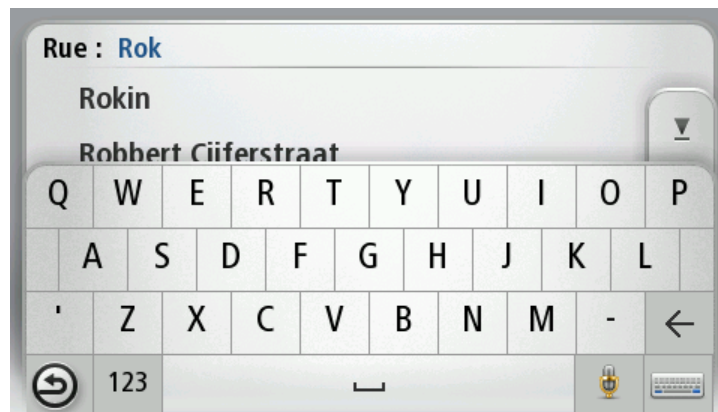 Rue : Rok
Rokin
Robbert Cijferstraat
Q W E R T Y U I O P
A S D F G H J K L
' Z X C V B N M -
123